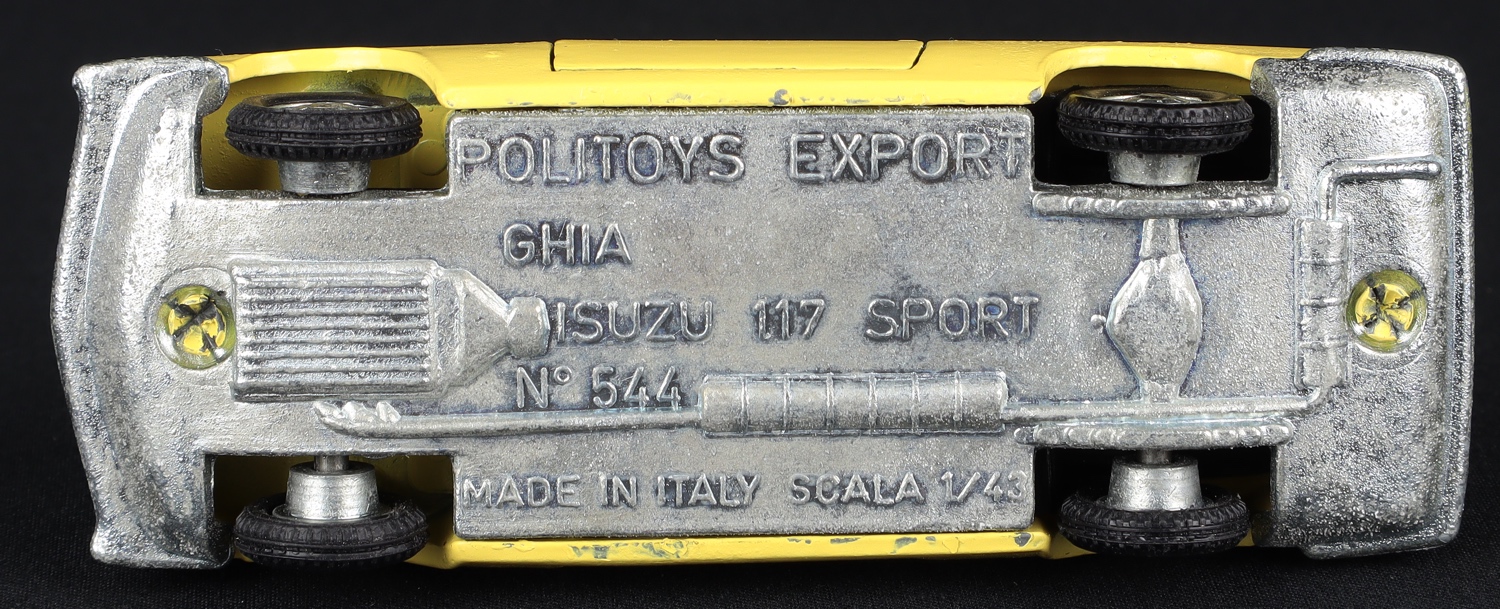 POLITOYS EXPORT
GHIA
ISUZU 117 SPORT
N° 544
MADE IN ITALY SCALA 1/43